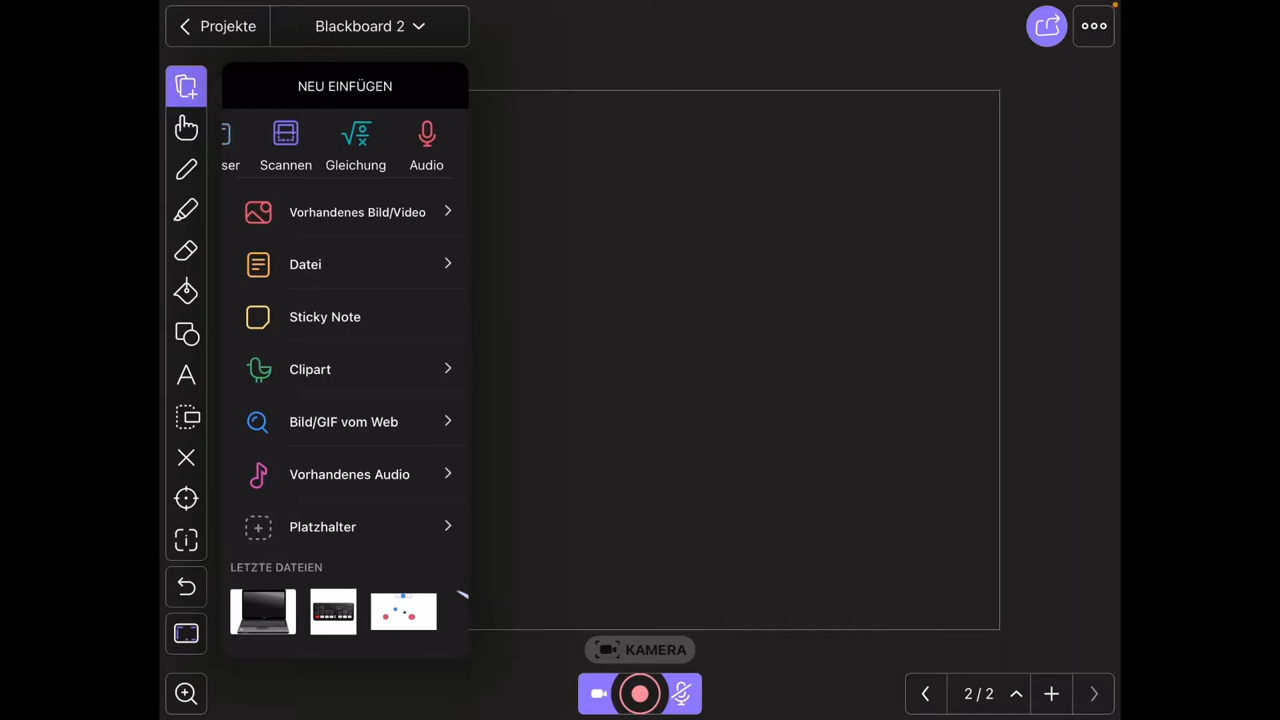 Projekte
Blackboard 2
NEU EINFÜGEN
ser
Scannen
Gleichung
Audio
Vorhandenes Bild/Video
Datei
Sticky Note
Clipart
Bild/GIF vom Web
Vorhandenes Audio
Platzhalter
LETZTE DATEIEN
KAMERA
2 / 2